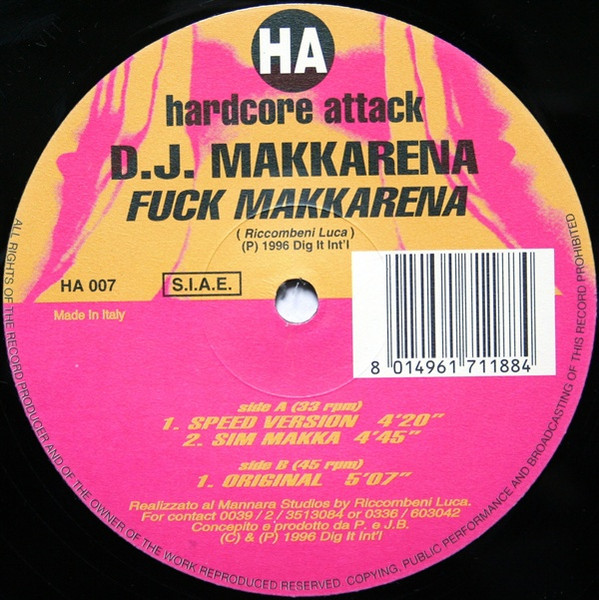 HA
hardcore attack
D.J. MAKKARENA
FUCK MAKKARENA
( Riccombeni Luca )
(P) 1996 Dig It Int'l
HA 007
S.I.A.E.
Made In Italy
8 014961 711884
side A (33 rpm)
1. SPEED VERSION 4'20"
2. SIM MAKKA 4'45"
side B (45 rpm)
1. ORIGINAL 5'07"
Realizzato al Mannara Studios by Riccombeni Luca.
For contact 0039 / 2 / 3513084 or 0336 / 603042
Concepito e prodotto da P. e J.B.
(C) & (P) 1996 Dig It Int'l
ALL RIGHTS OF THE RECORD PRODUCER AND OF THE OWNER OF THE WORK REPRODUCED RESERVED. COPYING, PUBLIC PERFORMANCE AND BROADCASTING OF THIS RECORD PROHIBITED